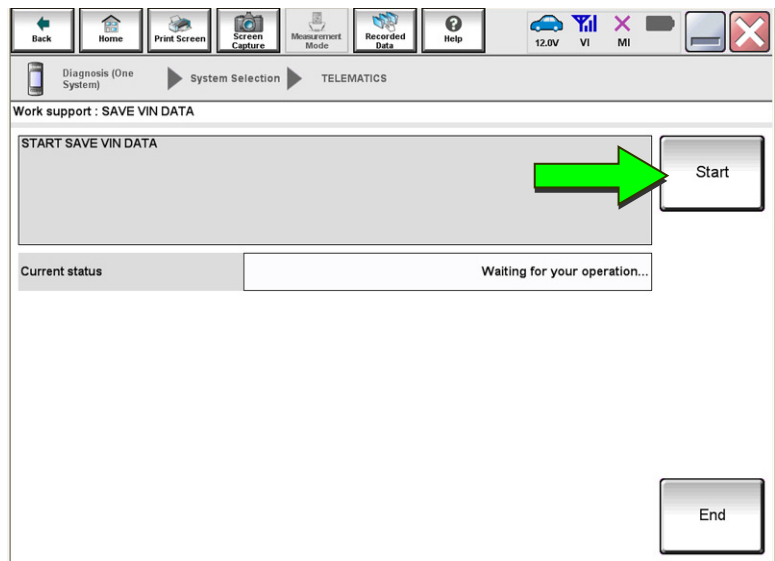 Back
Home
Print Screen
Screen
Capture
Measurement
Mode
Recorded
Data
Help
12.0V
VI
MI
Diagnosis (One
System)
System Selection
TELEMATICS
Work support : SAVE VIN DATA
START SAVE VIN DATA
Start
Current status
Waiting for your operation...
End